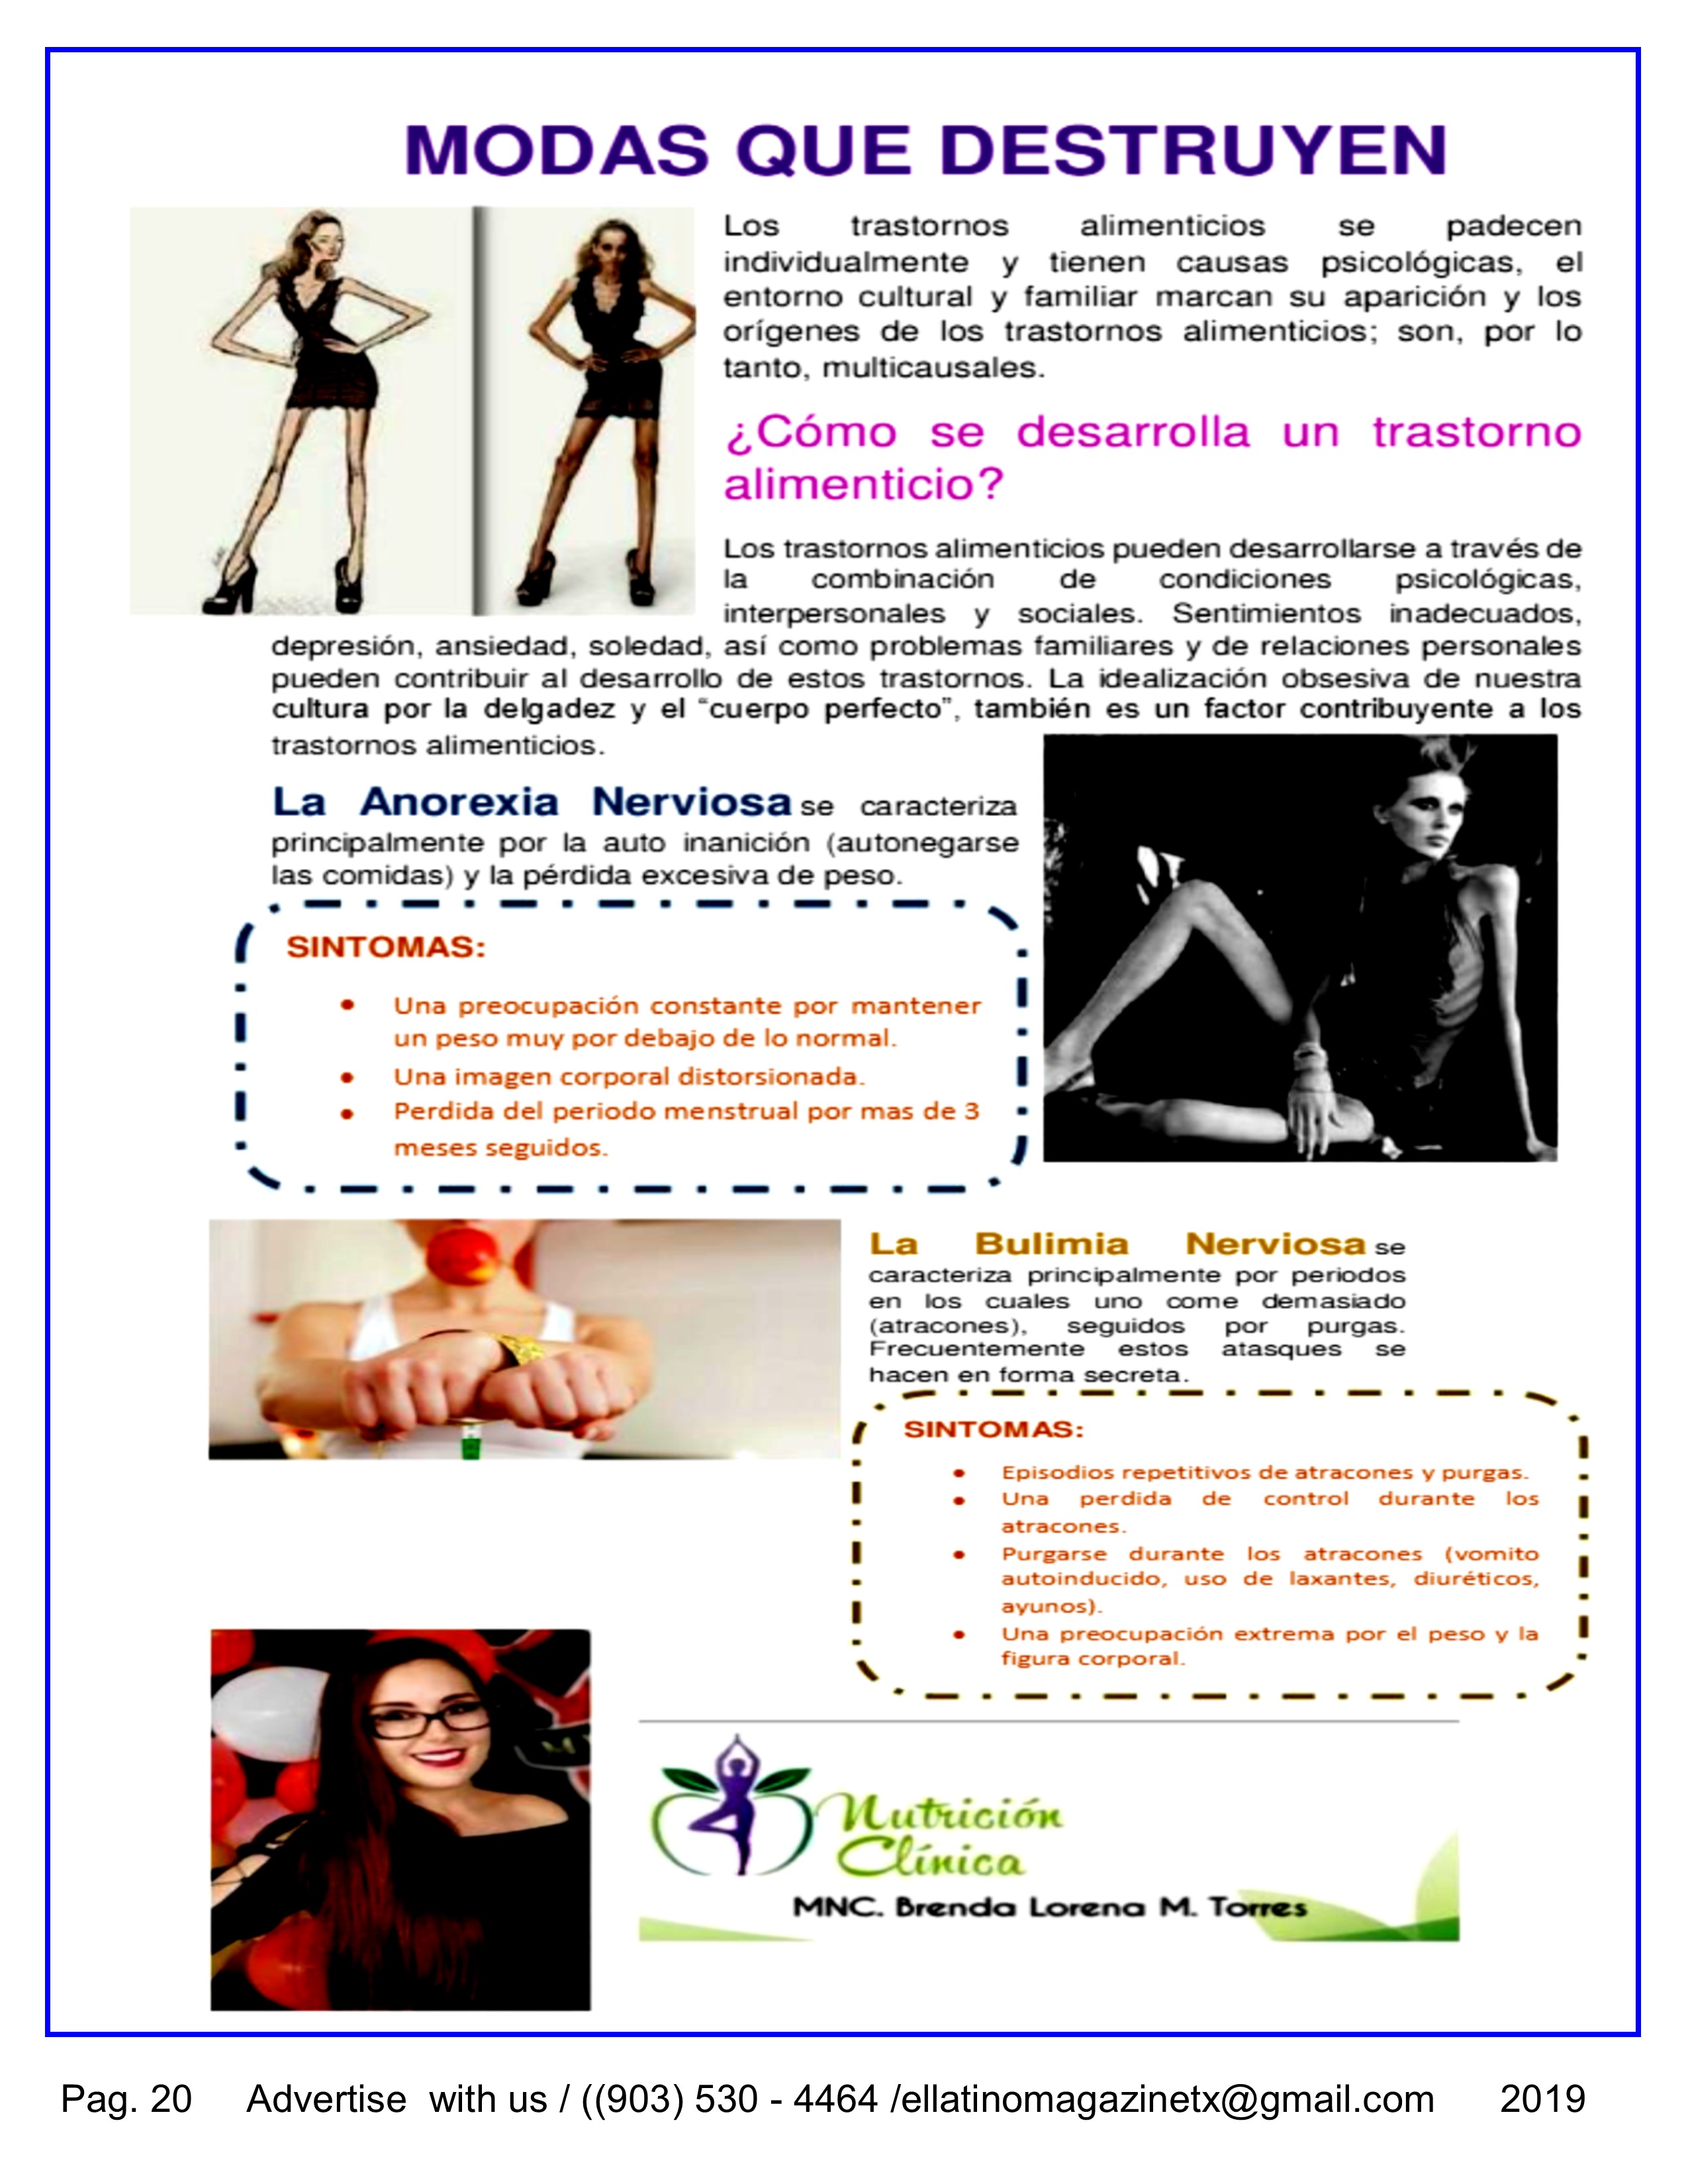 MODAS QUE DESTRUYEN
Los trastornos alimenticios se padecen
individualmente y tienen causas psicológicas, el
entorno cultural y familiar marcan su aparición y los
orígenes de los trastornos alimenticios; son, por lo
tanto, multicausales.
¿Cómo se desarrolla un trastorno
alimenticio?
Los trastornos alimenticios pueden desarrollarse a través de
la combinación de condiciones psicológicas,
interpersonales y sociales. Sentimientos inadecuados,
depresión, ansiedad, soledad, así como problemas familiares y de relaciones personales
pueden contribuir al desarrollo de estos trastornos. La idealización obsesiva de nuestra
cultura por la delgadez y el “cuerpo perfecto”, también es un factor contribuyente a los
trastornos alimenticios.
La Anorexia Nerviosa se caracteriza
principalmente por la auto inanición (autonegarse
las comidas) y la pérdida excesiva de peso.
SINTOMAS:
• Una preocupación constante por mantener
un peso muy por debajo de lo normal.
• Una imagen corporal distorsionada.
• Perdida del periodo menstrual por mas de 3
meses seguidos.
La Bulimia Nerviosa se
caracteriza principalmente por periodos
en los cuales uno come demasiado
(atracones), seguidos por purgas.
Frecuentemente estos atasques se
hacen en forma secreta.
SINTOMAS:
• Episodios repetitivos de atracones y purgas.
• Una perdida de control durante los
atracones.
• Purgarse durante los atracones (vomito
autoinducido, uso de laxantes, diuréticos,
ayunos).
• Una preocupación extrema por el peso y la
figura corporal.
Nutrición
Clínica
MNC. Brenda Lorena M. Torres
Pag. 20 Advertise with us / ((903) 530 - 4464 /ellatinomagazinetx@gmail.com 2019